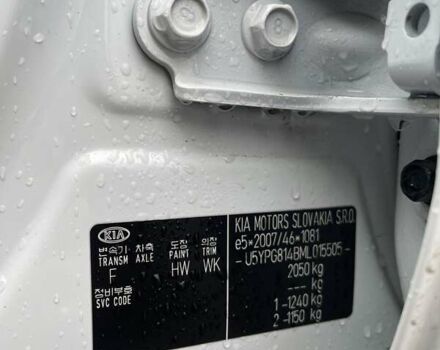 KIA
변속기 차축 도장 의장
TRANSM AXLE PAINT TRIM
F HW WK
정비부호
SVC CODE
KIA MOTORS SLOVAKIA S.R.O.
e5*2007/46*1081
-U5YPG814BML015505-
2050 kg
---- kg
1-1240 kg
2-1150 kg